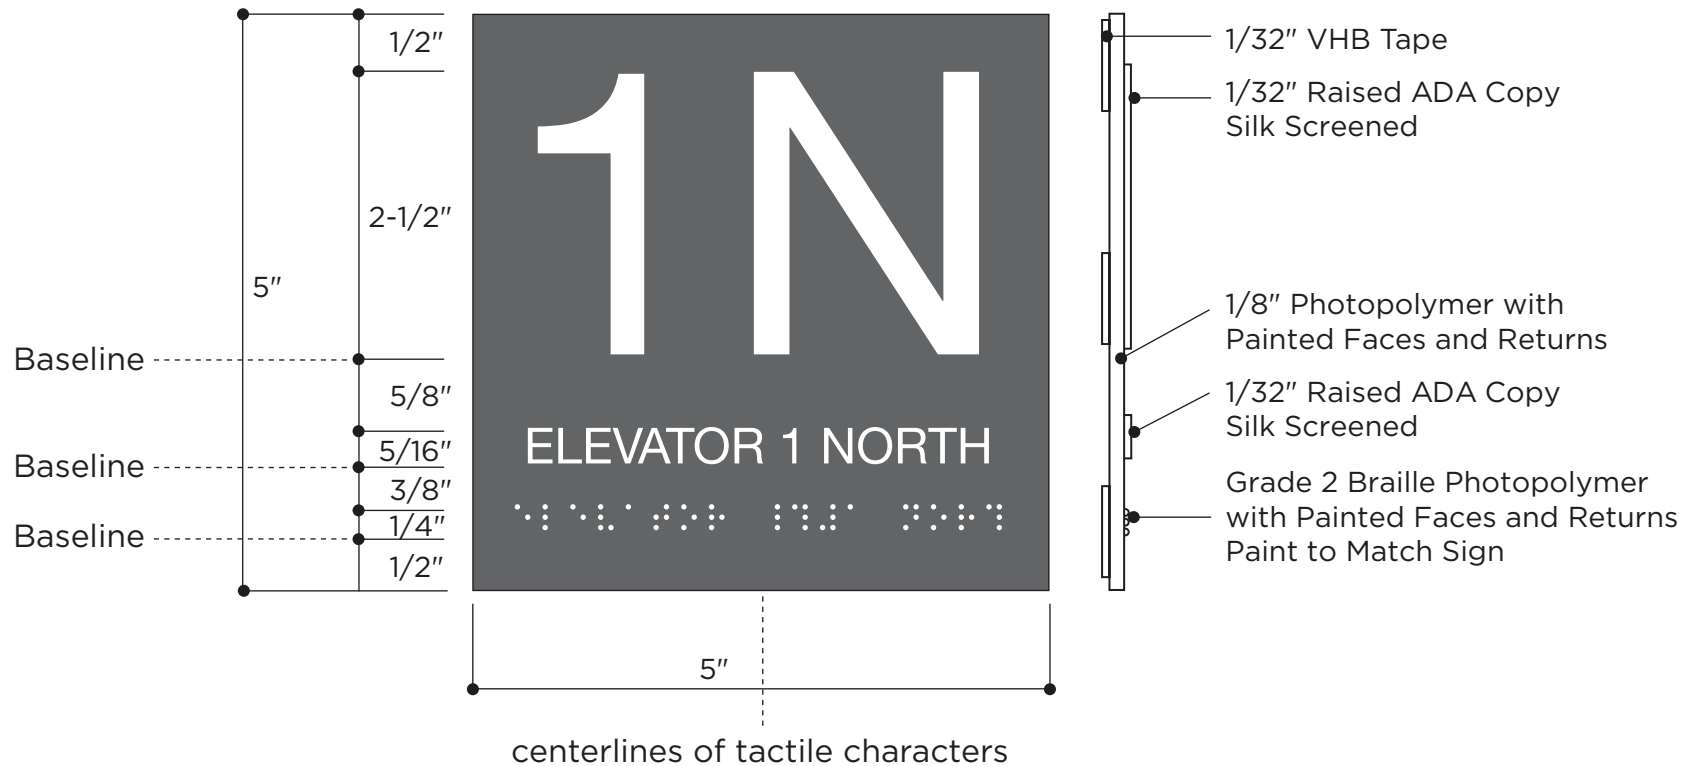 1/2"
2-1/2"
5"
Baseline
5/8"
5/16"
Baseline
3/8"
1/4"
Baseline
1/2"
1N
ELEVATOR 1 NORTH
5"
centerlines of tactile characters
1/32" VHB Tape
1/32" Raised ADA Copy
Silk Screened
1/8" Photopolymer with
Painted Faces and Returns
1/32" Raised ADA Copy
Silk Screened
Grade 2 Braille Photopolymer
with Painted Faces and Returns
Paint to Match Sign